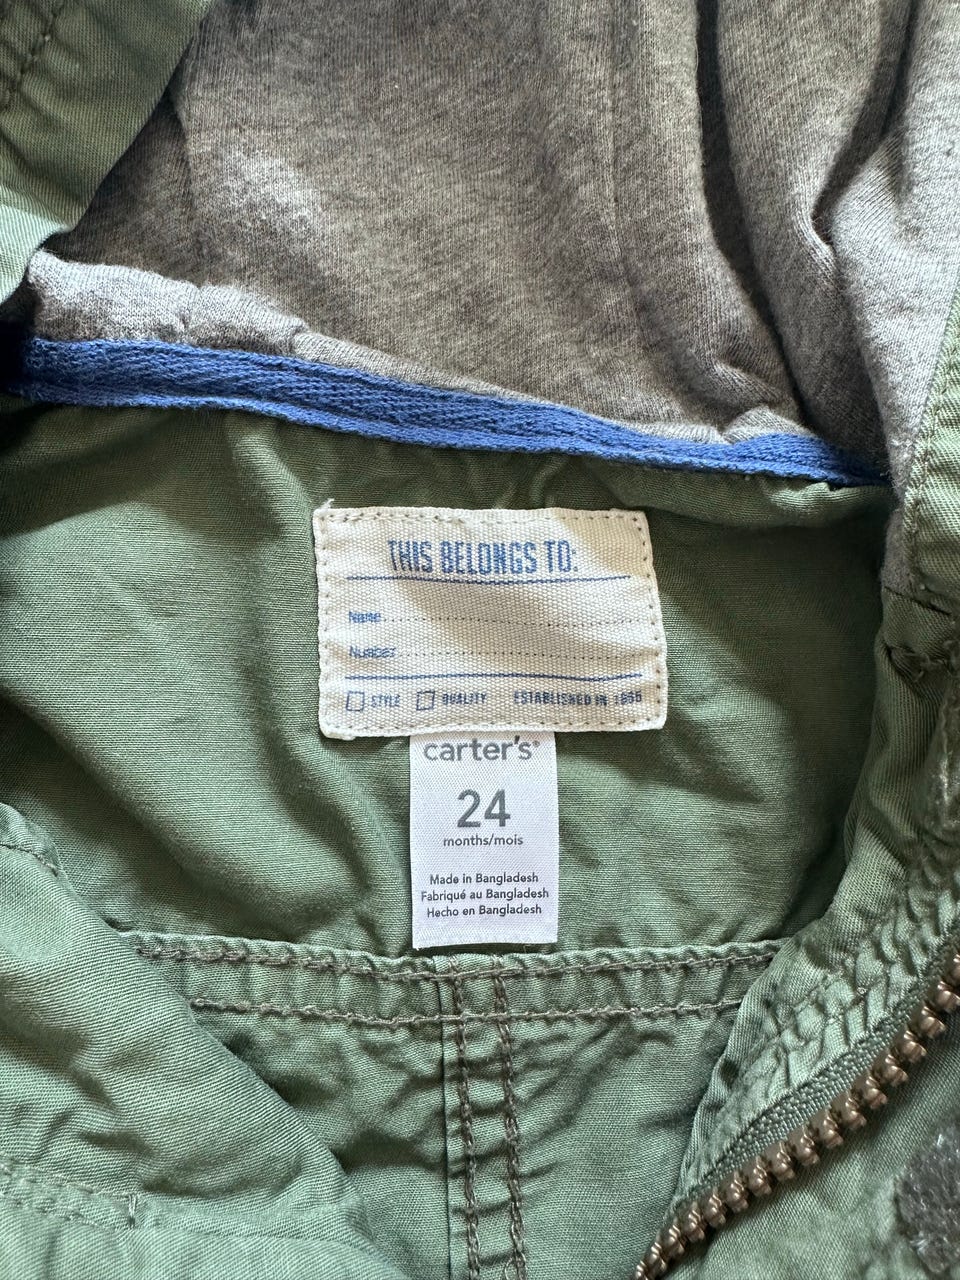 THIS BELONGS TO:
Name
Number
STYLE QUALITY ESTABLISHED IN 1865
carter's®
24
months/mois
Made in Bangladesh
Fabriqué au Bangladesh
Hecho en Bangladesh